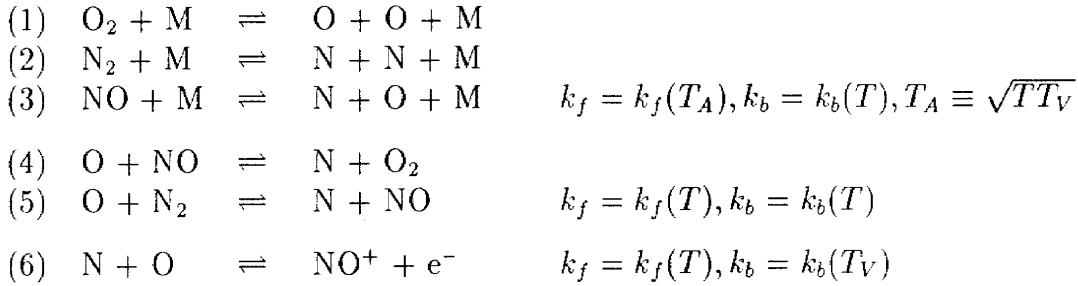 (1) O₂ + M ⇌ O + O + M
(2) N₂ + M ⇌ N + N + M
(3) NO + M ⇌ N + O + M k_f = k_f(T_A), k_b = k_b(T), T_A ≡ √(TT_V)
(4) O + NO ⇌ N + O₂
(5) O + N₂ ⇌ N + NO k_f = k_f(T), k_b = k_b(T)
(6) N + O ⇌ NO⁺ + e⁻ k_f = k_f(T), k_b = k_b(T_V)